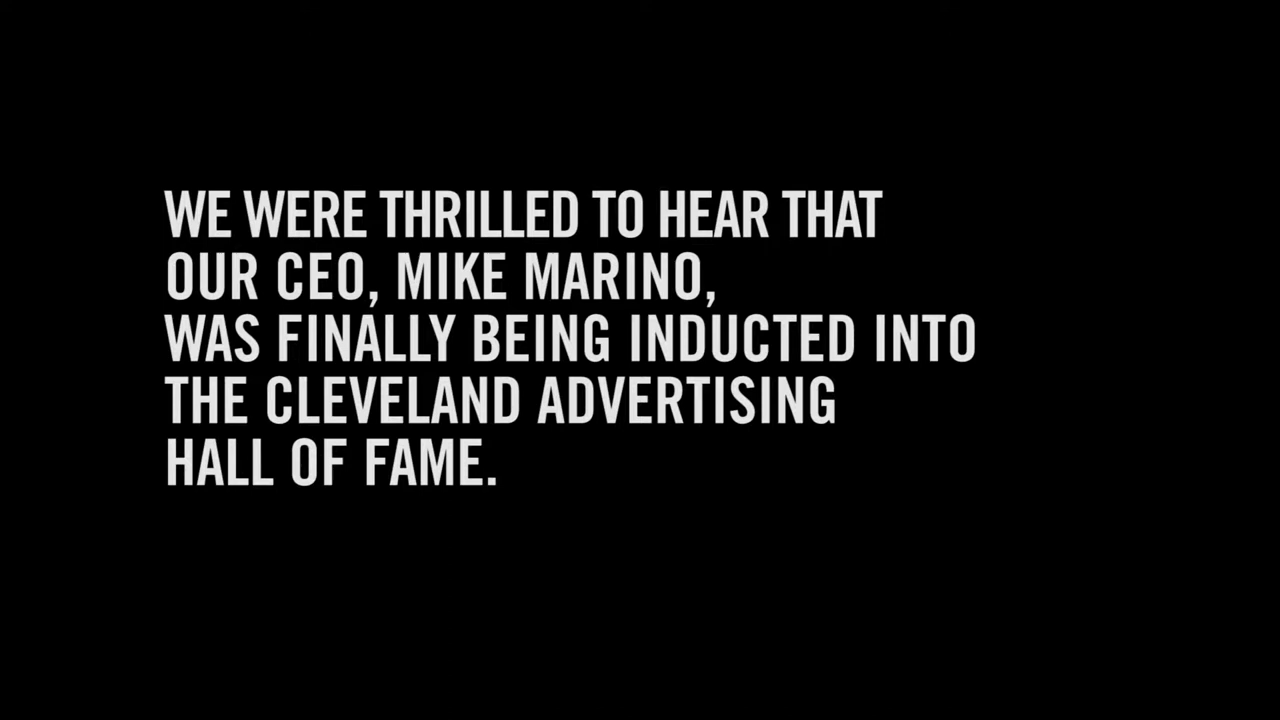 WE WERE THRILLED TO HEAR THAT
OUR CEO, MIKE MARINO,
WAS FINALLY BEING INDUCTED INTO
THE CLEVELAND ADVERTISING
HALL OF FAME.